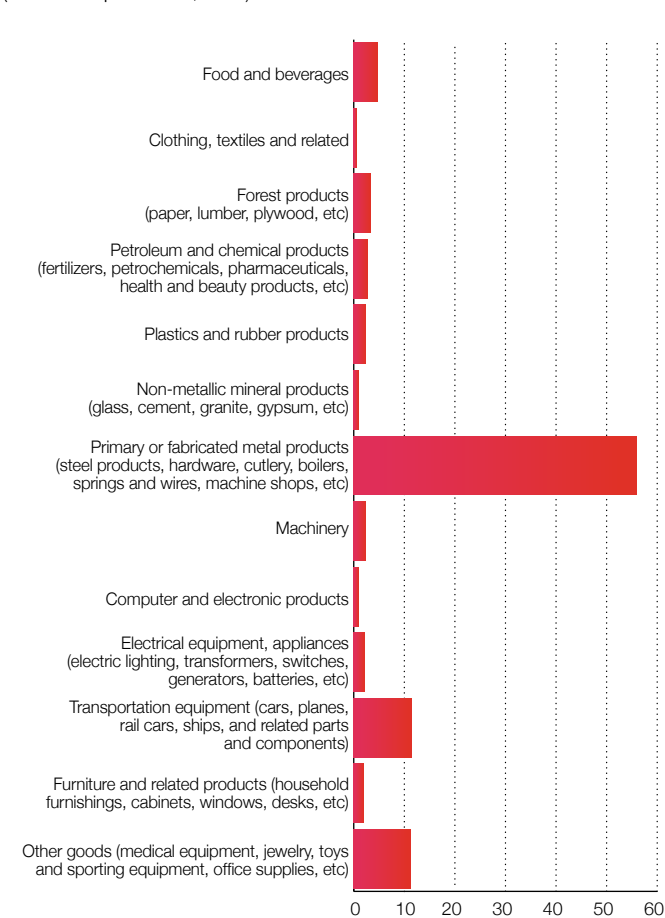 Food and beverages
Clothing, textiles and related
Forest products
(paper, lumber, plywood, etc)
Petroleum and chemical products
(fertilizers, petrochemicals, pharmaceuticals,
health and beauty products, etc)
Plastics and rubber products
Non-metallic mineral products
(glass, cement, granite, gypsum, etc)
Primary or fabricated metal products
(steel products, hardware, cutlery, boilers,
springs and wires, machine shops, etc)
Machinery
Computer and electronic products
Electrical equipment, appliances
(electric lighting, transformers, switches,
generators, batteries, etc)
Transportation equipment (cars, planes,
rail cars, ships, and related parts
and components)
Furniture and related products (household
furnishings, cabinets, windows, desks, etc)
Other goods (medical equipment, jewelry, toys
and sporting equipment, office supplies, etc)
0 10 20 30 40 50 60